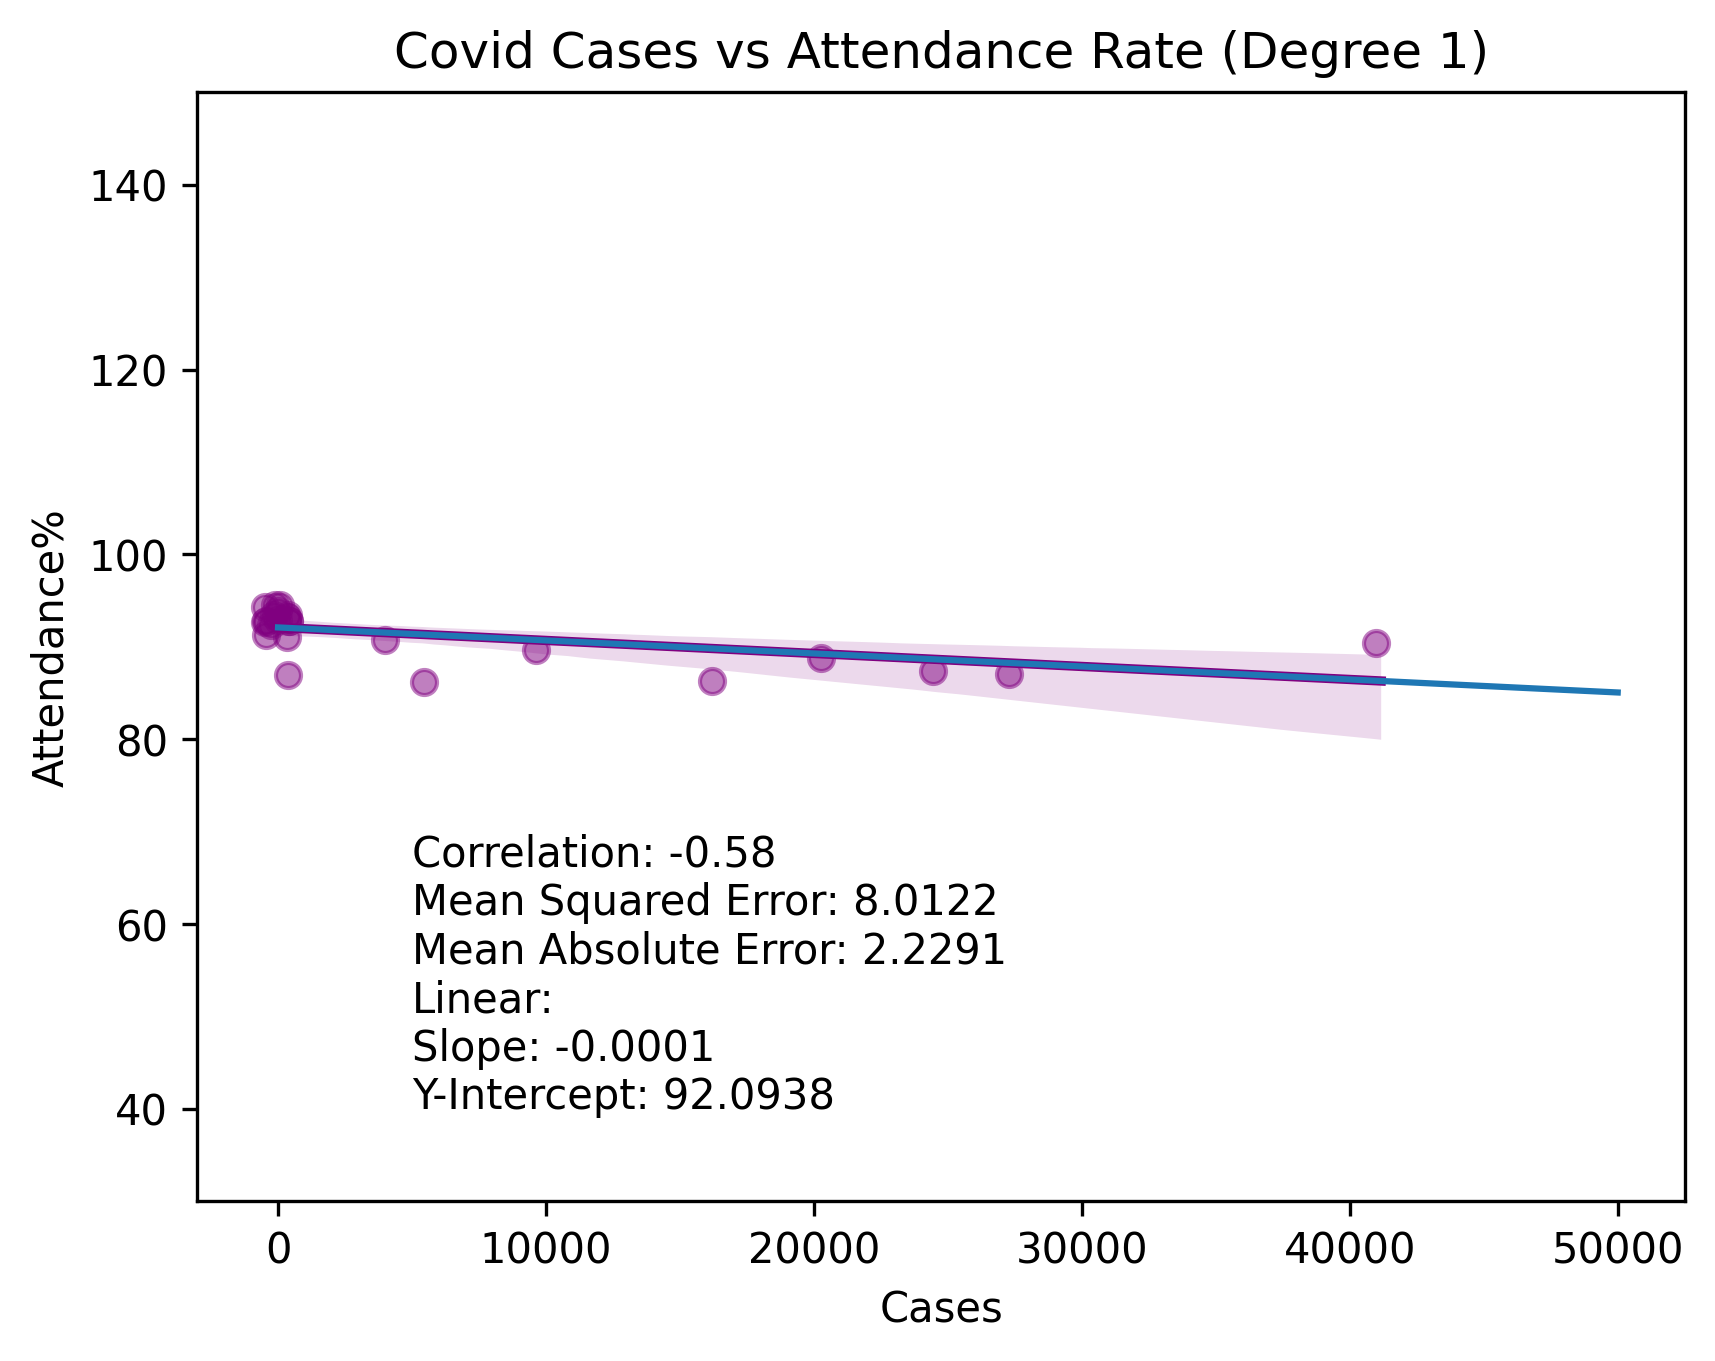 Covid Cases vs Attendance Rate (Degree 1)
140
120
100
80
60
40
Attendance%
Correlation: -0.58
Mean Squared Error: 8.0122
Mean Absolute Error: 2.2291
Linear:
Slope: -0.0001
Y-Intercept: 92.0938
0 10000 20000 30000 40000 50000
Cases